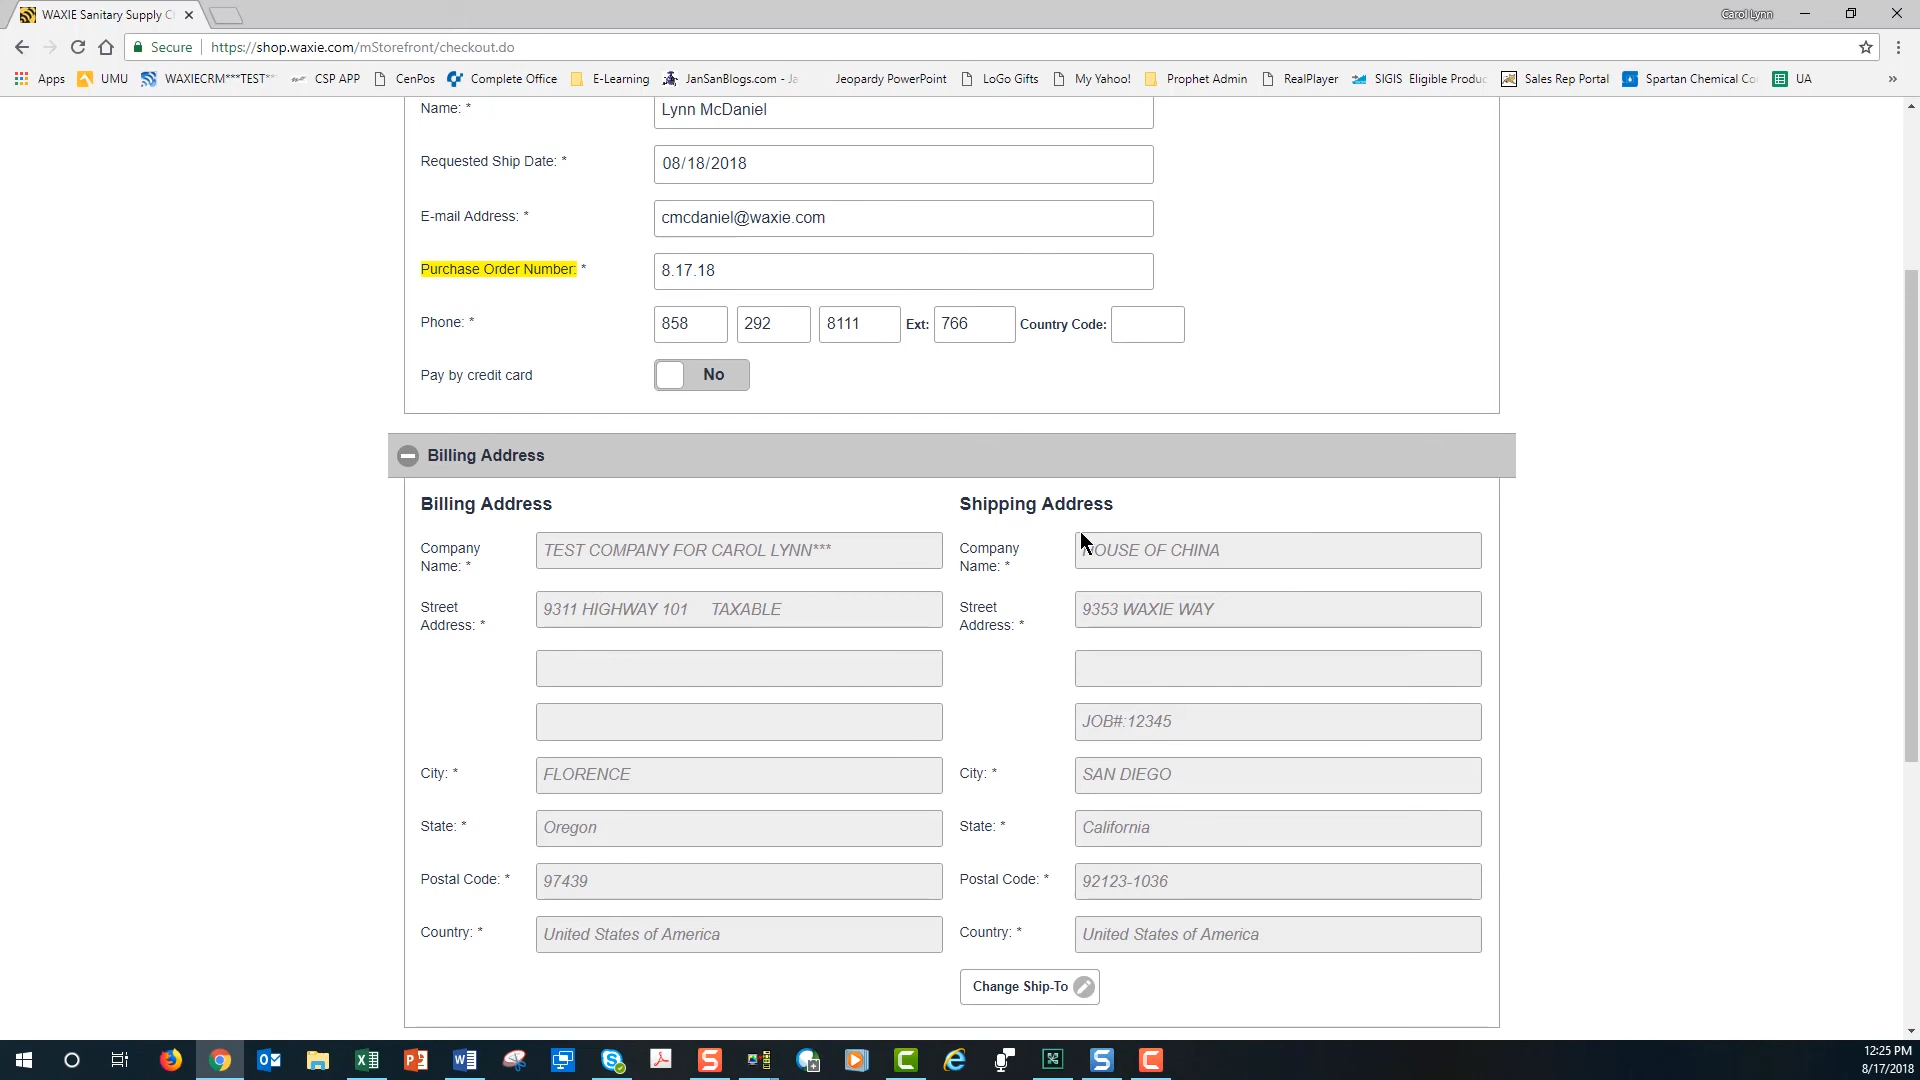 WAXIE Sanitary Supply C
Carol Lynn
Secure https://shop.waxie.com/mStorefront/checkout.do
Apps UMU WAXIECRM***TEST** CSP APP CenPos Complete Office E-Learning JanSanBlogs.com - Ja Jeopardy PowerPoint LoGo Gifts My Yahoo! Prophet Admin RealPlayer SIGIS Eligible Produc Sales Rep Portal Spartan Chemical Co UA »
Name: * Lynn McDaniel
Requested Ship Date: * 08/18/2018
E-mail Address: * cmcdaniel@waxie.com
Purchase Order Number: * 8.17.18
Phone: * 858 292 8111 Ext: 766 Country Code:
Pay by credit card No
Billing Address
Billing Address Shipping Address
Company Name: * TEST COMPANY FOR CAROL LYNN*** Company Name: * HOUSE OF CHINA
Street Address: * 9311 HIGHWAY 101 TAXABLE Street Address: * 9353 WAXIE WAY
JOB#:12345
City: * FLORENCE City: * SAN DIEGO
State: * Oregon State: * California
Postal Code: * 97439 Postal Code: * 92123-1036
Country: * United States of America Country: * United States of America
Change Ship-To
12:25 PM
8/17/2018